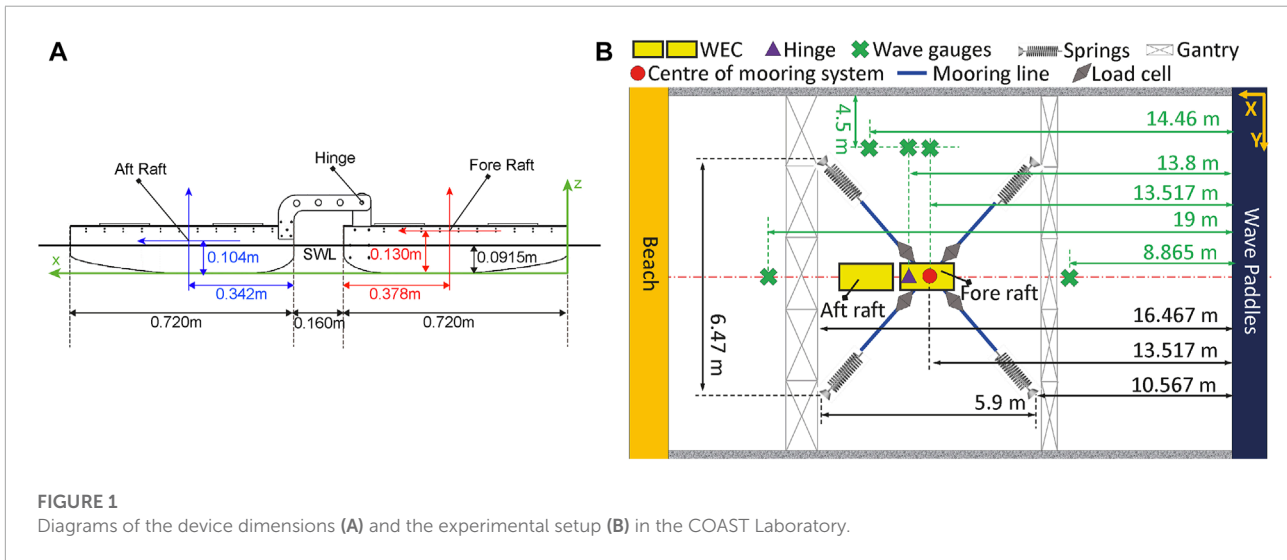 A
Aft Raft
Hinge
Fore Raft
z
x
SWL
0.104m
0.130m
0.0915m
0.342m
0.378m
0.720m
0.160m
0.720m
B
WEC
Hinge
Wave gauges
Springs
Gantry
Centre of mooring system
Mooring line
Load cell
X
Y
4.5 m
14.46 m
13.8 m
13.517 m
19 m
8.865 m
Beach
Wave Paddles
Aft raft
Fore raft
6.47 m
16.467 m
13.517 m
10.567 m
5.9 m
FIGURE 1
Diagrams of the device dimensions (A) and the experimental setup (B) in the COAST Laboratory.